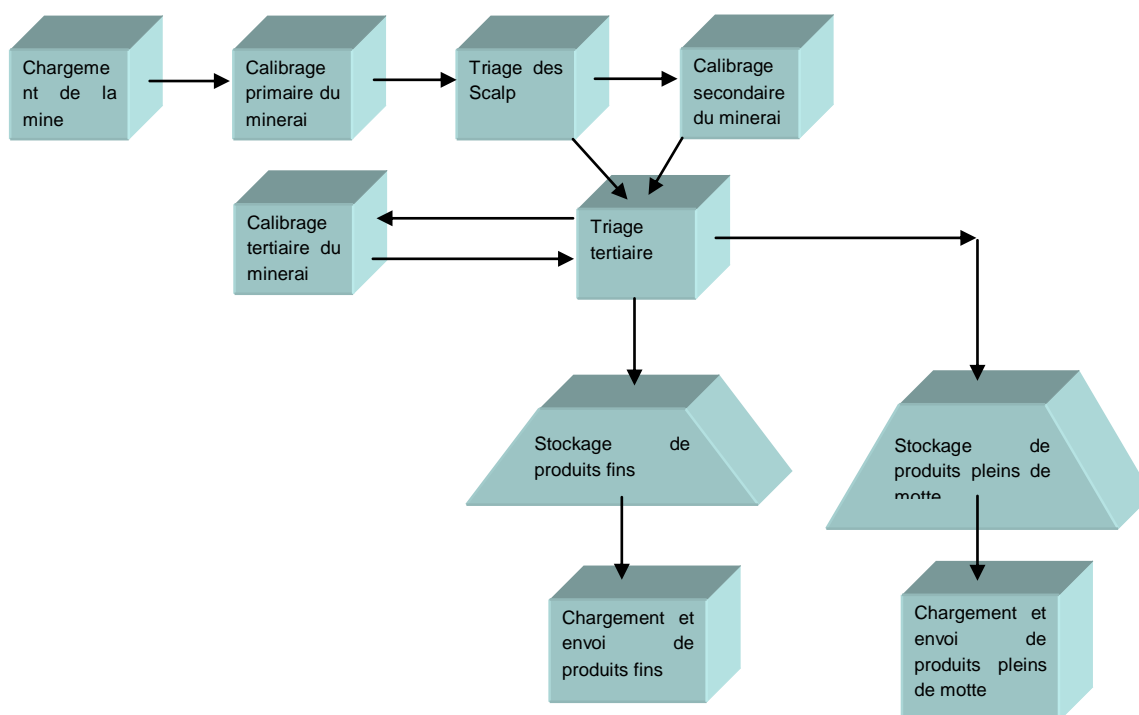 Chargeme
nt de la
mine
Calibrage
primaire du
minerai
Triage des
Scalp
Calibrage
secondaire
du minerai
Calibrage
tertiaire du
minerai
Triage
tertiaire
Stockage de
produits fins
Stockage de
produits pleins de
motte
Chargement et
envoi de
produits fins
Chargement et
envoi de
produits pleins
de motte